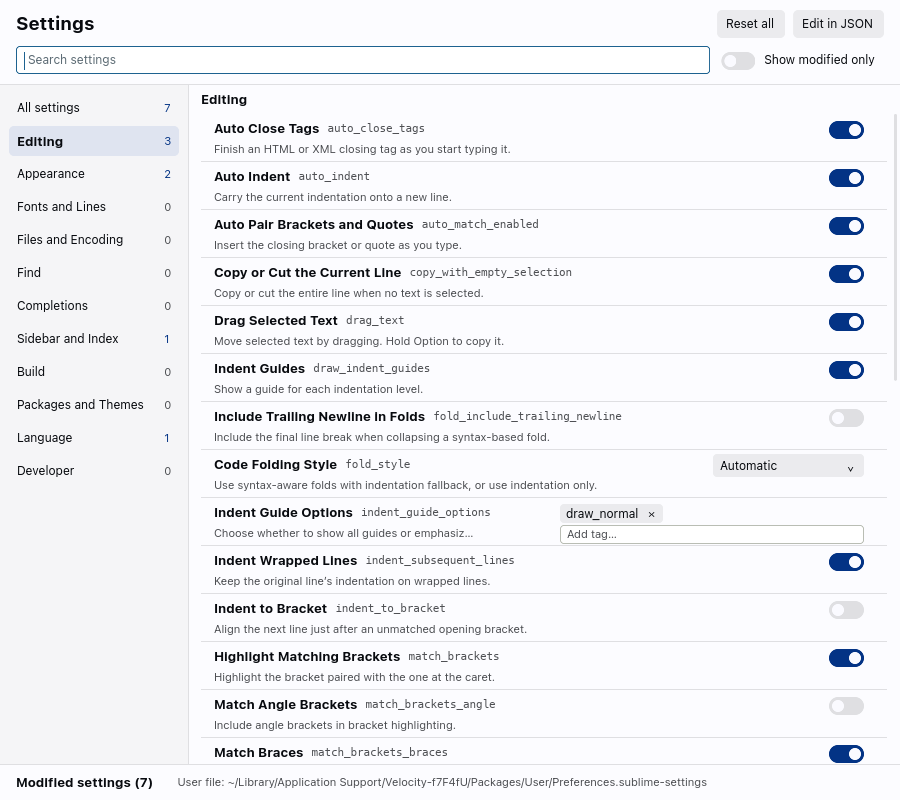 Settings
Reset all
Edit in JSON
Search settings
Show modified only
All settings 7
Editing 3
Appearance 2
Fonts and Lines 0
Files and Encoding 0
Find 0
Completions 0
Sidebar and Index 1
Build 0
Packages and Themes 0
Language 1
Developer 0
Editing
Auto Close Tags auto_close_tags
Finish an HTML or XML closing tag as you start typing it.
Auto Indent auto_indent
Carry the current indentation onto a new line.
Auto Pair Brackets and Quotes auto_match_enabled
Insert the closing bracket or quote as you type.
Copy or Cut the Current Line copy_with_empty_selection
Copy or cut the entire line when no text is selected.
Drag Selected Text drag_text
Move selected text by dragging. Hold Option to copy it.
Indent Guides draw_indent_guides
Show a guide for each indentation level.
Include Trailing Newline in Folds fold_include_trailing_newline
Include the final line break when collapsing a syntax-based fold.
Code Folding Style fold_style
Automatic
Use syntax-aware folds with indentation fallback, or use indentation only.
Indent Guide Options indent_guide_options
draw_normal ×
Choose whether to show all guides or emphasiz...
Add tag...
Indent Wrapped Lines indent_subsequent_lines
Keep the original line's indentation on wrapped lines.
Indent to Bracket indent_to_bracket
Align the next line just after an unmatched opening bracket.
Highlight Matching Brackets match_brackets
Highlight the bracket paired with the one at the caret.
Match Angle Brackets match_brackets_angle
Include angle brackets in bracket highlighting.
Match Braces match_brackets_braces
Modified settings (7)
User file: ~/Library/Application Support/Velocity-f7F4fU/Packages/User/Preferences.sublime-settings